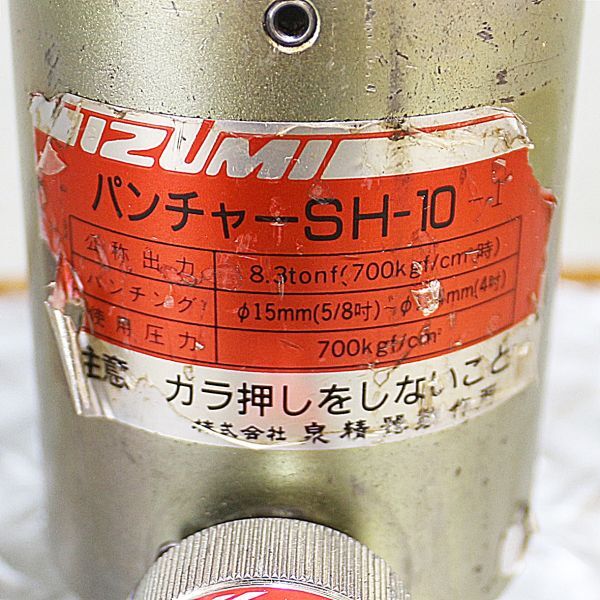 IZUMI
パンチャーSH-10
公称出力 8.3tonf(700kgf/cm²時)
パンチング φ15mm(5/8吋)~φ 4mm(4吋)
使用圧力 700kgf/cm²
注意 カラ押しをしないこと
株式会社 泉精器製作所